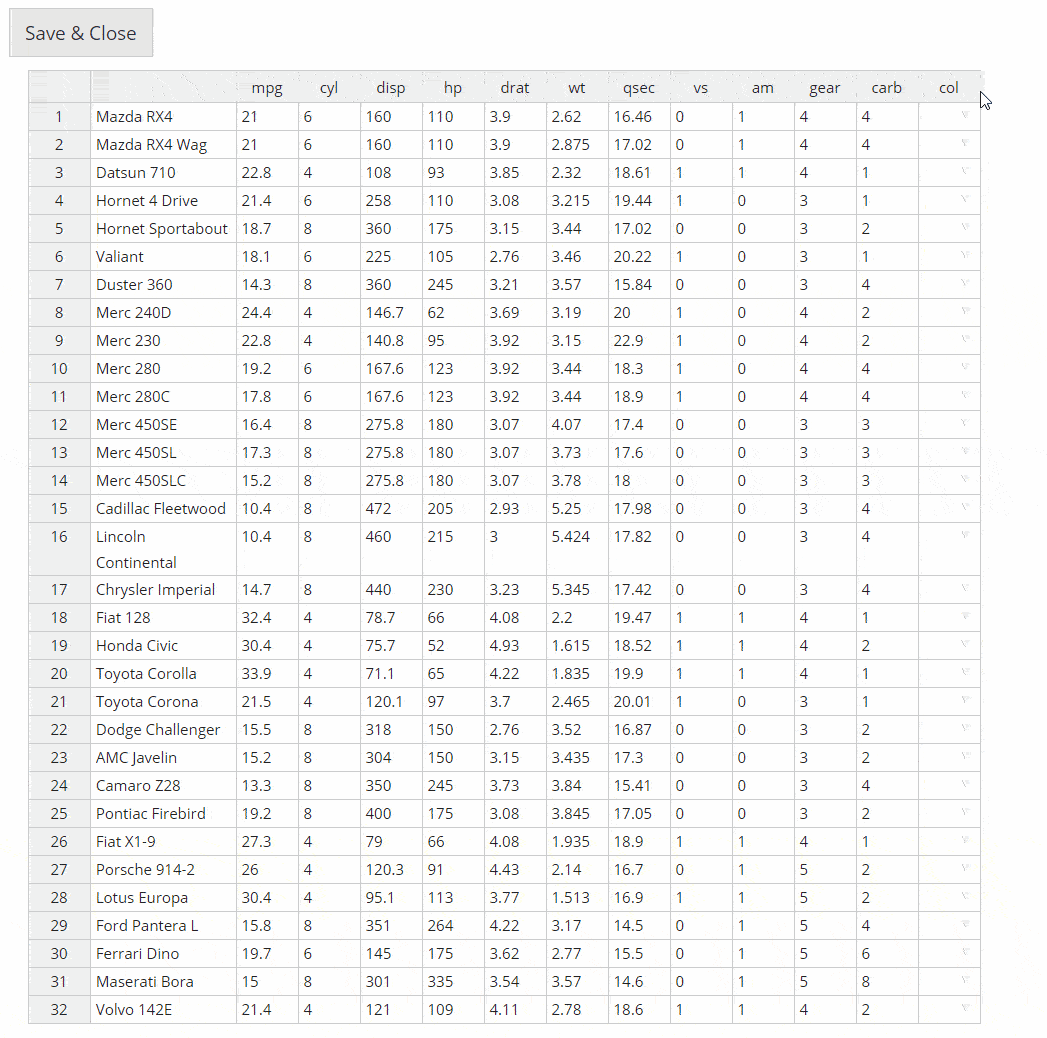 Save & Close
mpg cyl disp hp drat wt qsec vs am gear carb col
1 Mazda RX4 21 6 160 110 3.9 2.62 16.46 0 1 4 4
2 Mazda RX4 Wag 21 6 160 110 3.9 2.875 17.02 0 1 4 4
3 Datsun 710 22.8 4 108 93 3.85 2.32 18.61 1 1 4 1
4 Hornet 4 Drive 21.4 6 258 110 3.08 3.215 19.44 1 0 3 1
5 Hornet Sportabout 18.7 8 360 175 3.15 3.44 17.02 0 0 3 2
6 Valiant 18.1 6 225 105 2.76 3.46 20.22 1 0 3 1
7 Duster 360 14.3 8 360 245 3.21 3.57 15.84 0 0 3 4
8 Merc 240D 24.4 4 146.7 62 3.69 3.19 20 1 0 4 2
9 Merc 230 22.8 4 140.8 95 3.92 3.15 22.9 1 0 4 2
10 Merc 280 19.2 6 167.6 123 3.92 3.44 18.3 1 0 4 4
11 Merc 280C 17.8 6 167.6 123 3.92 3.44 18.9 1 0 4 4
12 Merc 450SE 16.4 8 275.8 180 3.07 4.07 17.4 0 0 3 3
13 Merc 450SL 17.3 8 275.8 180 3.07 3.73 17.6 0 0 3 3
14 Merc 450SLC 15.2 8 275.8 180 3.07 3.78 18 0 0 3 3
15 Cadillac Fleetwood 10.4 8 472 205 2.93 5.25 17.98 0 0 3 4
16 Lincoln 10.4 8 460 215 3 5.424 17.82 0 0 3 4
Continental
17 Chrysler Imperial 14.7 8 440 230 3.23 5.345 17.42 0 0 3 4
18 Fiat 128 32.4 4 78.7 66 4.08 2.2 19.47 1 1 4 1
19 Honda Civic 30.4 4 75.7 52 4.93 1.615 18.52 1 1 4 2
20 Toyota Corolla 33.9 4 71.1 65 4.22 1.835 19.9 1 1 4 1
21 Toyota Corona 21.5 4 120.1 97 3.7 2.465 20.01 1 0 3 1
22 Dodge Challenger 15.5 8 318 150 2.76 3.52 16.87 0 0 3 2
23 AMC Javelin 15.2 8 304 150 3.15 3.435 17.3 0 0 3 2
24 Camaro Z28 13.3 8 350 245 3.73 3.84 15.41 0 0 3 4
25 Pontiac Firebird 19.2 8 400 175 3.08 3.845 17.05 0 0 3 2
26 Fiat X1-9 27.3 4 79 66 4.08 1.935 18.9 1 1 4 1
27 Porsche 914-2 26 4 120.3 91 4.43 2.14 16.7 0 1 5 2
28 Lotus Europa 30.4 4 95.1 113 3.77 1.513 16.9 1 1 5 2
29 Ford Pantera L 15.8 8 351 264 4.22 3.17 14.5 0 1 5 4
30 Ferrari Dino 19.7 6 145 175 3.62 2.77 15.5 0 1 5 6
31 Maserati Bora 15 8 301 335 3.54 3.57 14.6 0 1 5 8
32 Volvo 142E 21.4 4 121 109 4.11 2.78 18.6 1 1 4 2